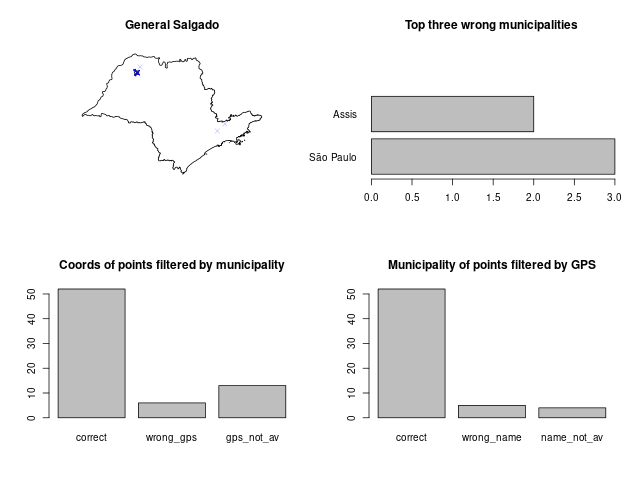 General Salgado
Top three wrong municipalities
Assis
São Paulo
0.0 0.5 1.0 1.5 2.0 2.5 3.0
Coords of points filtered by municipality
50
40
30
20
10
0
correct wrong_gps gps_not_av
Municipality of points filtered by GPS
50
40
30
20
10
0
correct wrong_name name_not_av